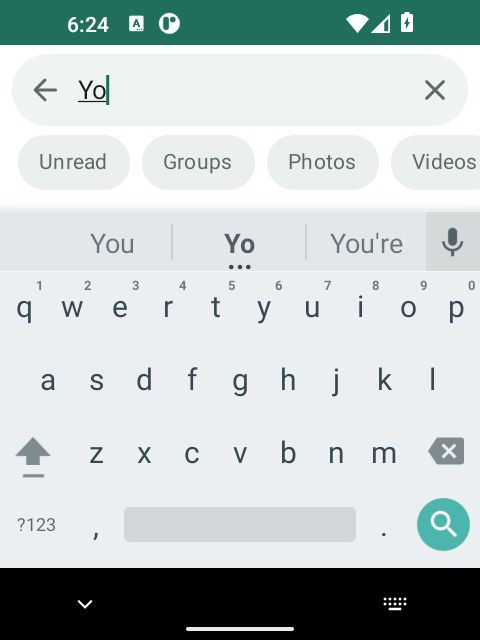 6:24 A
Yo
Unread Groups Photos Videos
You Yo You're
1 2 3 4 5 6 7 8 9 0
q w e r t y u i o p
a s d f g h j k l
z x c v b n m
?123 , .